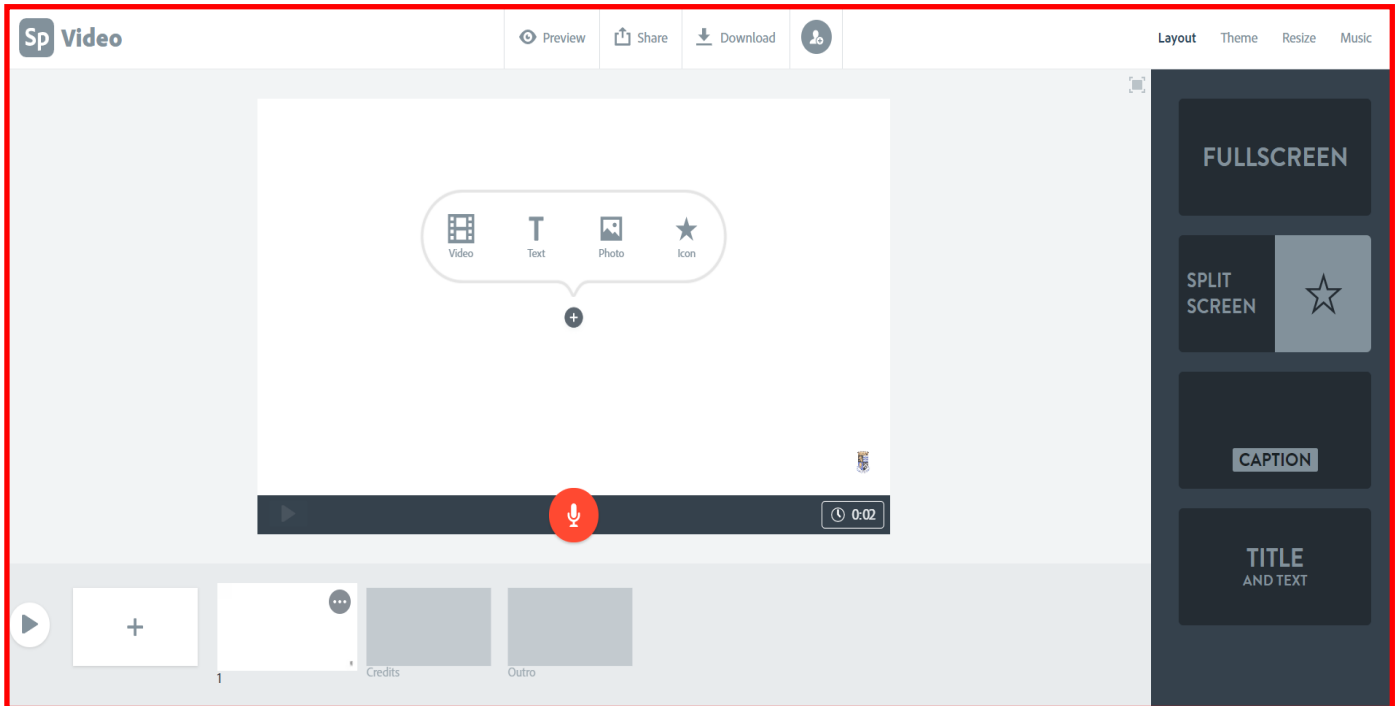 Sp Video
Preview Share Download
Layout Theme Resize Music
Video Text Photo Icon
0:02
FULLSCREEN
SPLIT
SCREEN
CAPTION
TITLE
AND TEXT
1 Credits Outro